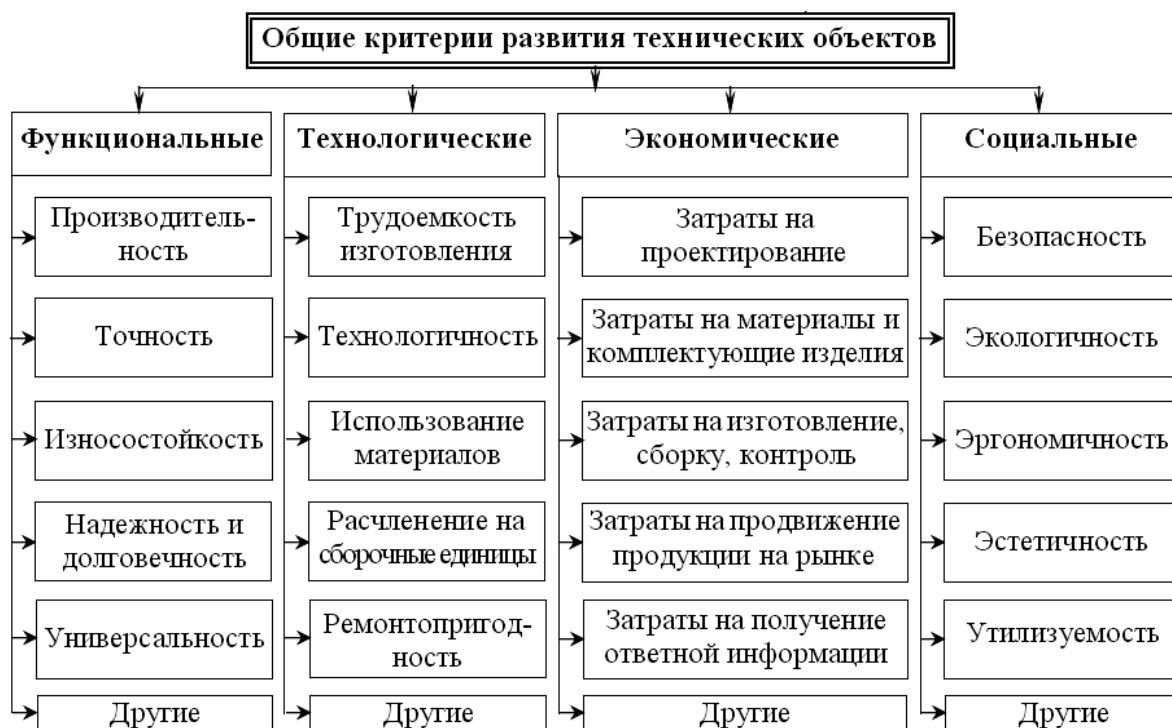 Общие критерии развития технических объектов
Функциональные
Технологические
Экономические
Социальные
Производитель-
ность
Трудоемкость
изготовления
Затраты на
проектирование
Безопасность
Точность
Технологичность
Затраты на материалы и
комплектующие изделия
Экологичность
Износостойкость
Использование
материалов
Затраты на изготовление,
сборку, контроль
Эргономичность
Надежность и
долговечность
Расчленение на
сборочные единицы
Затраты на продвижение
продукции на рынке
Эстетичность
Универсальность
Ремонтопригод-
ность
Затраты на получение
ответной информации
Утилизуемость
Другие
Другие
Другие
Другие